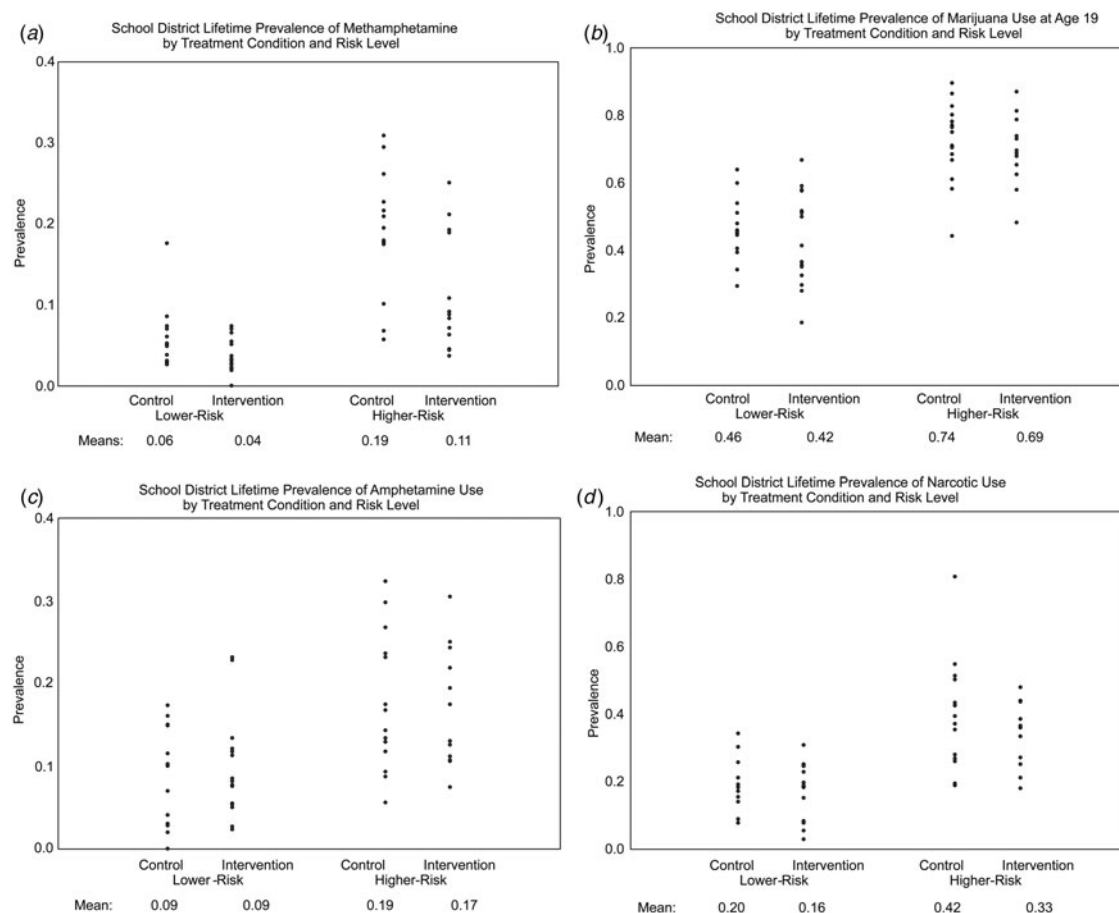 (a)
School District Lifetime Prevalence of Methamphetamine
by Treatment Condition and Risk Level
0.4
0.3
0.2
0.1
0.0
Prevalence
Control Intervention Control Intervention
Lower-Risk Higher-Risk
Means: 0.06 0.04 0.19 0.11
(b)
School District Lifetime Prevalence of Marijuana Use at Age 19
by Treatment Condition and Risk Level
1.0
0.8
0.6
0.4
0.2
0.0
Prevalence
Control Intervention Control Intervention
Lower-Risk Higher-Risk
Mean: 0.46 0.42 0.74 0.69
(c)
School District Lifetime Prevalence of Amphetamine Use
by Treatment Condition and Risk Level
0.4
0.3
0.2
0.1
0.0
Prevalence
Control Intervention Control Intervention
Lower-Risk Higher-Risk
Mean: 0.09 0.09 0.19 0.17
(d)
School District Lifetime Prevalence of Narcotic Use
by Treatment Condition and Risk Level
1.0
0.8
0.6
0.4
0.2
0.0
Prevalence
Control Intervention Control Intervention
Lower-Risk Higher-Risk
Mean: 0.20 0.16 0.42 0.33